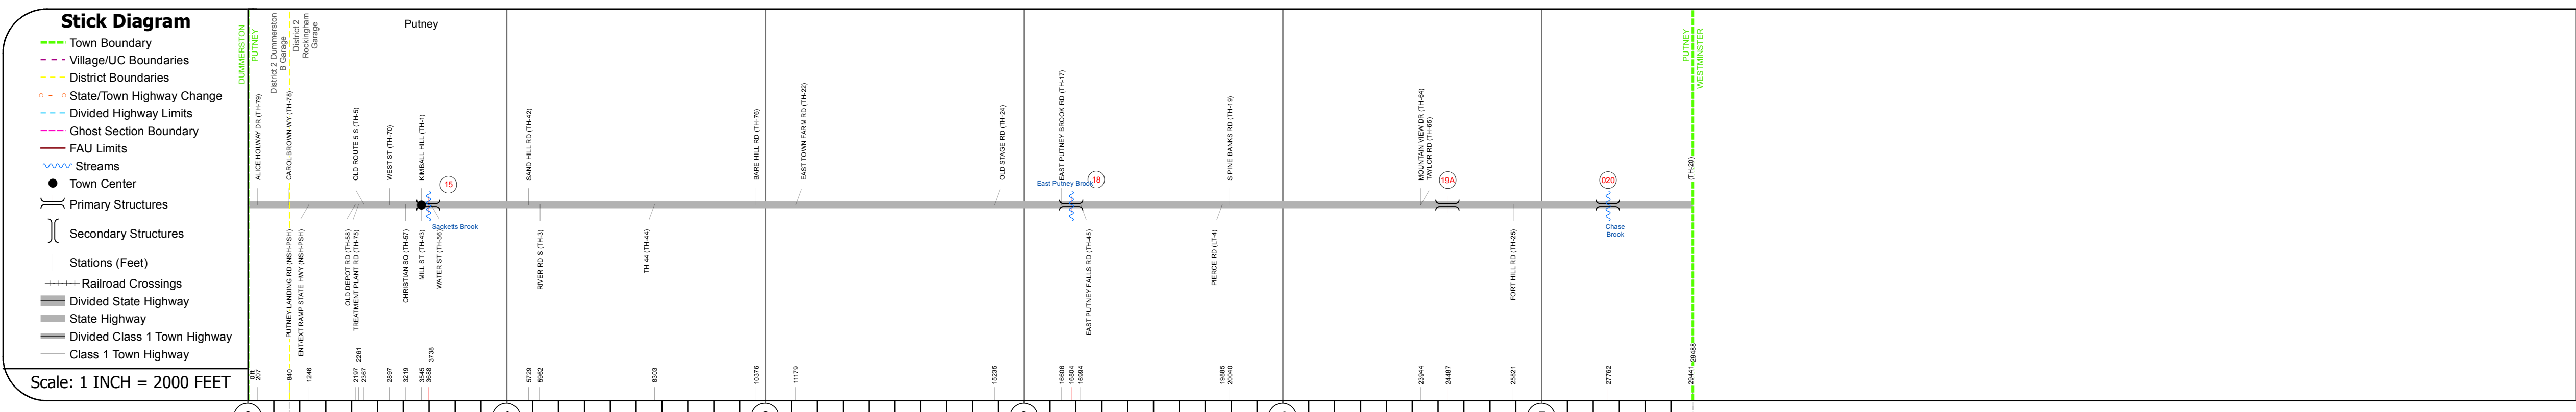 Stick Diagram
Town Boundary
Village/UC Boundaries
District Boundaries
State/Town Highway Change
Divided Highway Limits
Ghost Section Boundary
FAU Limits
Streams
Town Center
Primary Structures
Secondary Structures
Stations (Feet)
Railroad Crossings
Divided State Highway
State Highway
Divided Class 1 Town Highway
Class 1 Town Highway
Scale: 1 INCH = 2000 FEET
DUMMERSTON
PUTNEY
District 2 Dummerston
B Garage
District 2
Rockingham
Garage
Putney
PUTNEY
WESTMINSTER
ALICE HOLWAY DR (TH-79)
CAROL BROWN WY (TH-78)
OLD ROUTE 5 S (TH-5)
WEST ST (TH-70)
KIMBALL HILL (TH-1)
15
SAND HILL RD (TH-42)
BARE HILL RD (TH-76)
EAST TOWN FARM RD (TH-22)
OLD STAGE RD (TH-24)
EAST PUTNEY BROOK RD (TH-17)
East Putney Brook
18
S PINE BANKS RD (TH-19)
MOUNTAIN VIEW DR (TH-64)
TAYLOR RD (TH-65)
19A
020
(TH-20)
PUTNEY LANDING RD (NSH-PSH)
ENT/EXT RAMP STATE HWY (NSH-PSH)
OLD DEPOT RD (TH-58)
TREATMENT PLANT RD (TH-75)
CHRISTIAN SQ (TH-57)
MILL ST (TH-43)
WATER ST (TH-56)
Sacketts Brook
RIVER RD S (TH-3)
TH 44 (TH-44)
EAST PUTNEY FALLS RD (TH-45)
PIERCE RD (LT-4)
FORT HILL RD (TH-25)
Chase
Brook
0 ft
207
840
1246
2197
2261
2367
2897
3219
3545
3688
3738
5729
5962
8303
10376
11179
15235
16606
16804
16994
19885
20040
23944
24487
25821
27762
29441
29488